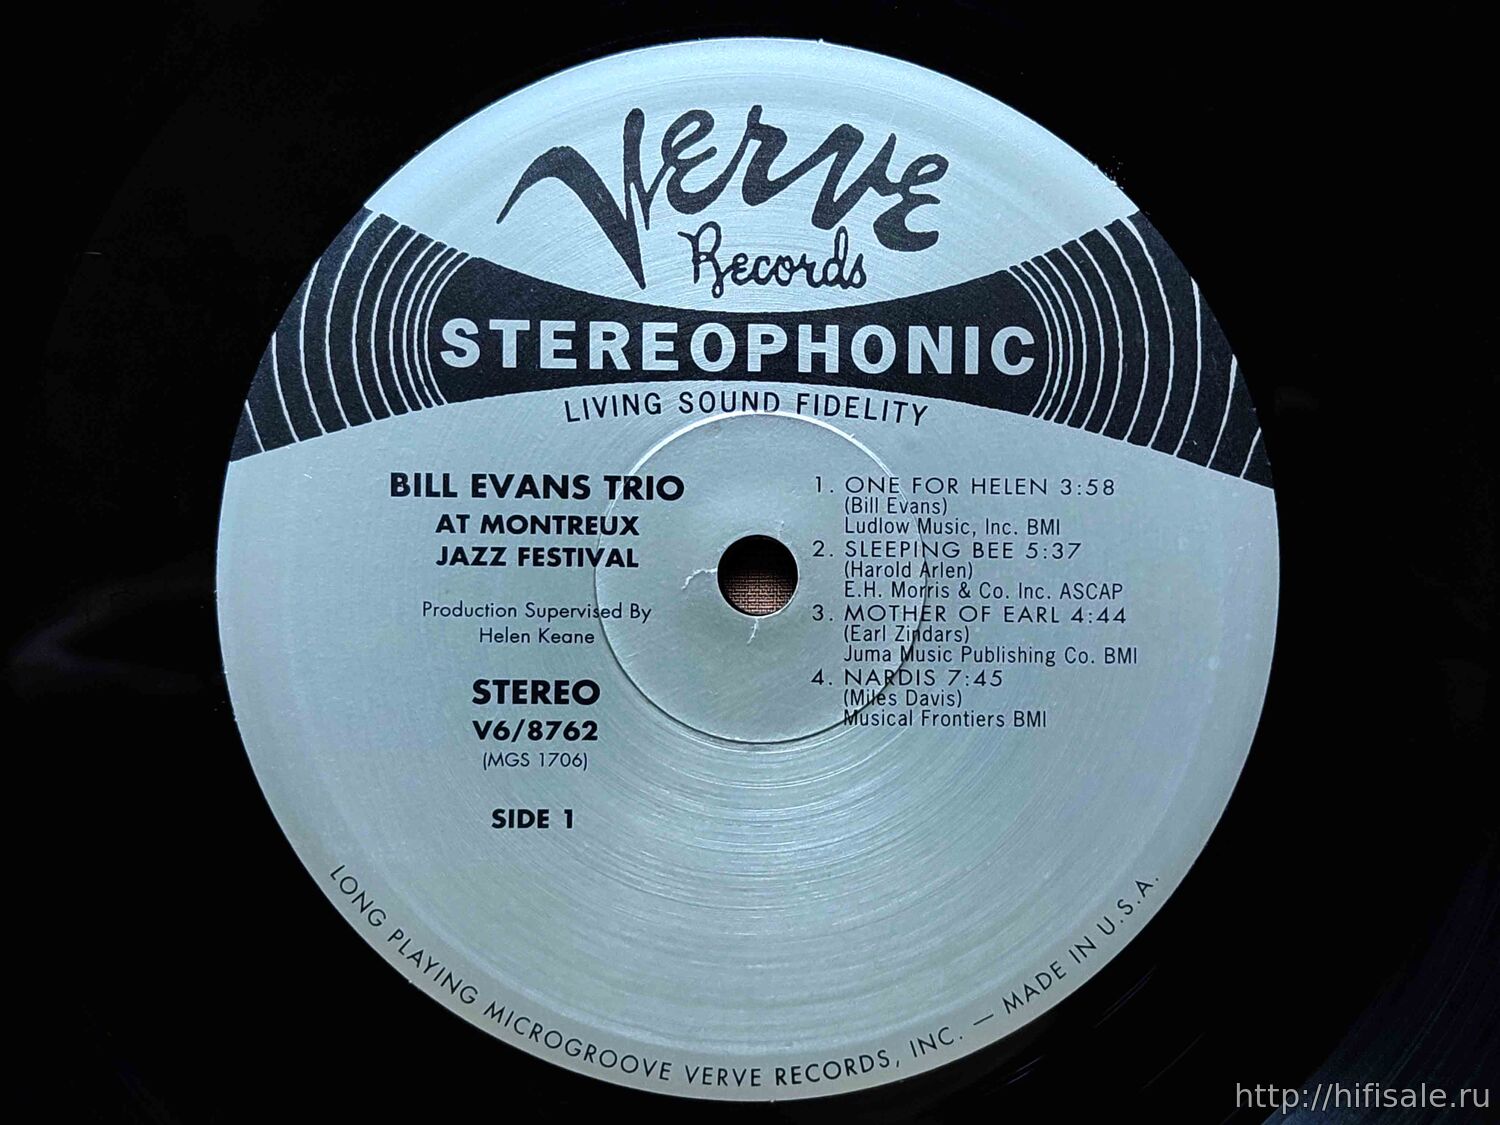 Verve
Records
STEREOPHONIC
LIVING SOUND FIDELITY
BILL EVANS TRIO
AT MONTREUX
JAZZ FESTIVAL
Production Supervised By
Helen Keane
STEREO
V6/8762
(MGS 1706)
SIDE 1
1. ONE FOR HELEN 3:58
(Bill Evans)
Ludlow Music, Inc. BMI
2. SLEEPING BEE 5:37
(Harold Arlen)
E.H. Morris & Co. Inc. ASCAP
3. MOTHER OF EARL 4:44
(Earl Zindars)
Juma Music Publishing Co. BMI
4. NARDIS 7:45
(Miles Davis)
Musical Frontiers BMI
LONG PLAYING MICROGROOVE VERVE RECORDS, INC. — MADE IN U.S.A.
http://hifisale.ru